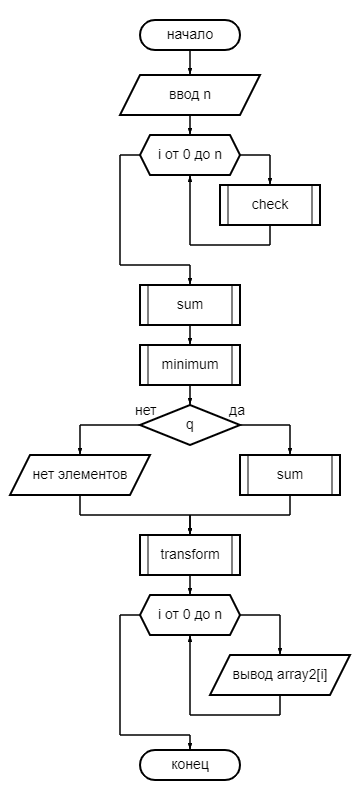 начало
ввод n
i от 0 до n
check
sum
minimum
нет
да
q
нет элементов
sum
transform
i от 0 до n
вывод array2[i]
конец